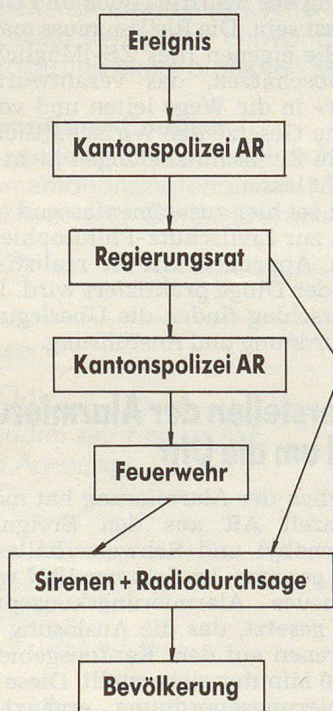 Ereignis
Kantonspolizei AR
Regierungsrat
Kantonspolizei AR
Feuerwehr
Sirenen + Radiodurchsage
Bevölkerung